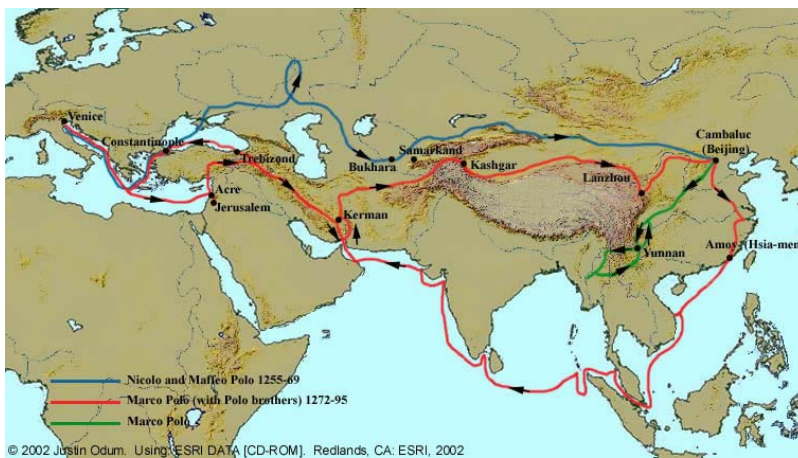 Venice
Constantinople
Trebizond
Bukhara
Samarkand
Kashgar
Cambaluc
(Beijing)
Lanzhou
Acre
Jerusalem
Kerman
Yunnan
Amoy (Hsia-men
Nicolo and Maffeo Polo 1255-69
Marco Polo (with Polo brothers) 1272-95
Marco Polo
© 2002 Justin Odum. Using: ESRI DATA [CD-ROM]. Redlands, CA: ESRI, 2002